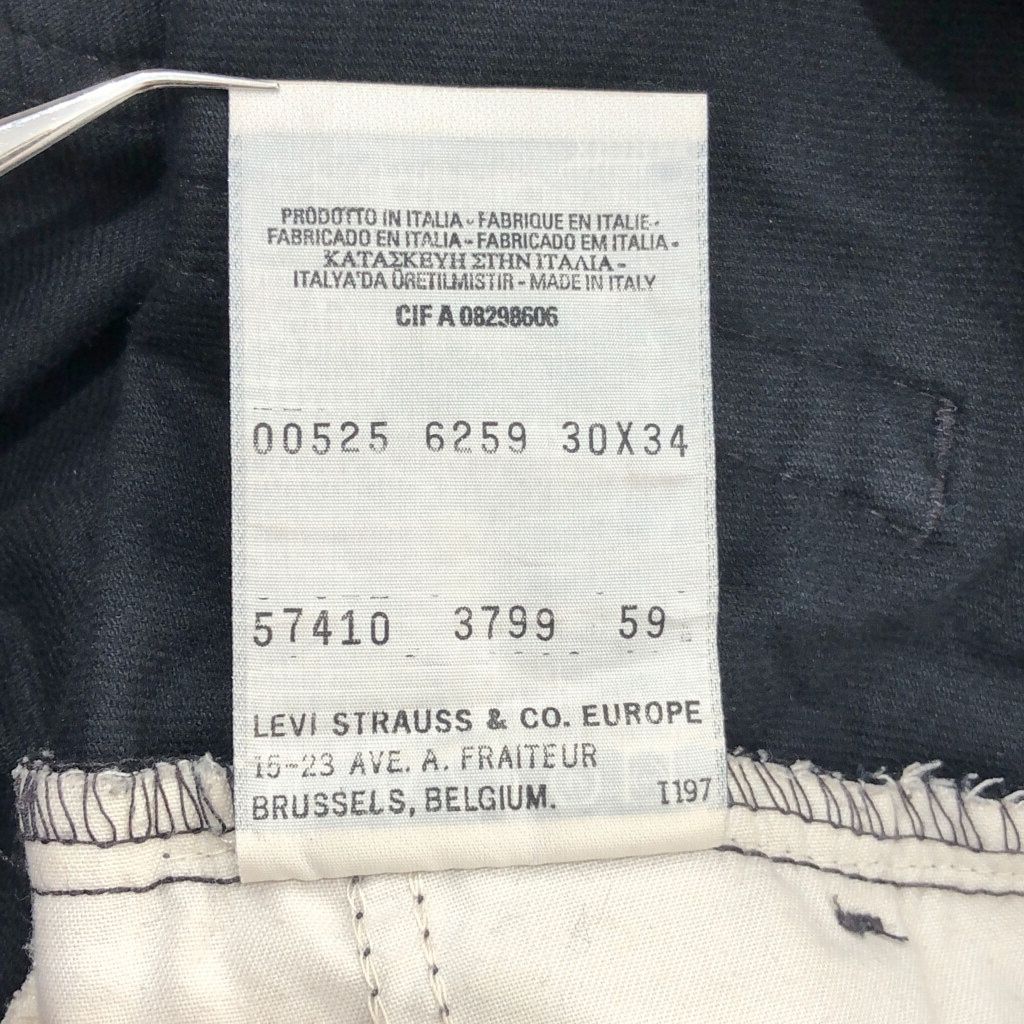 PRODOTTO IN ITALIA - FABRIQUE EN ITALIE -
FABRICADO EN ITALIA - FABRICADO EM ITALIA -
ΚΑΤΑΣΚΕΥΗ ΣΤΗΝ ΙΤΑΛΙΑ -
ITALYA'DA ÜRETILMISTIR - MADE IN ITALY
CIF A 08298606
00525 6259 30X34
57410 3799 59
LEVI STRAUSS & CO. EUROPE
15-23 AVE. A. FRAITEUR
BRUSSELS, BELGIUM. I197